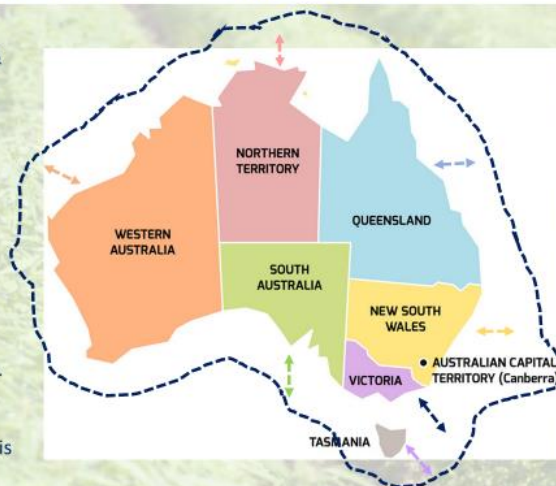 NORTHERN
TERRITORY
QUEENSLAND
WESTERN
AUSTRALIA
SOUTH
AUSTRALIA
NEW SOUTH
WALES
AUSTRALIAN CAPITAL
TERRITORY (Canberra)
VICTORIA
TASMANIA
is